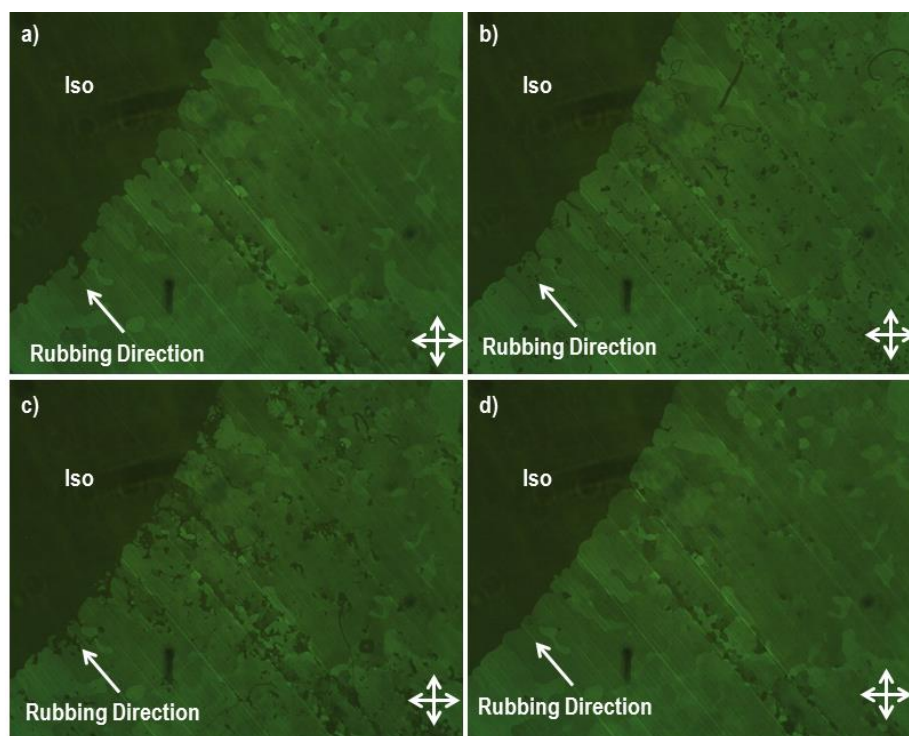 a)
Iso
Rubbing Direction
b)
Iso
Rubbing Direction
c)
Iso
Rubbing Direction
d)
Iso
Rubbing Direction